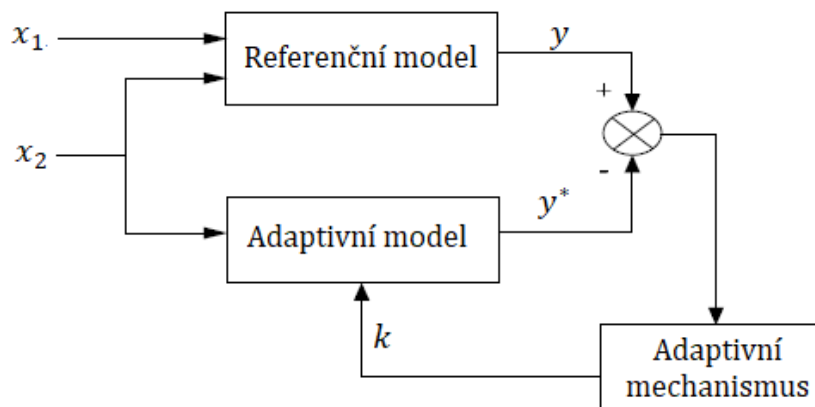 x₁
Referenční model
y
+
x₂
-
Adaptivní model
y*
k
Adaptivní
mechanismus